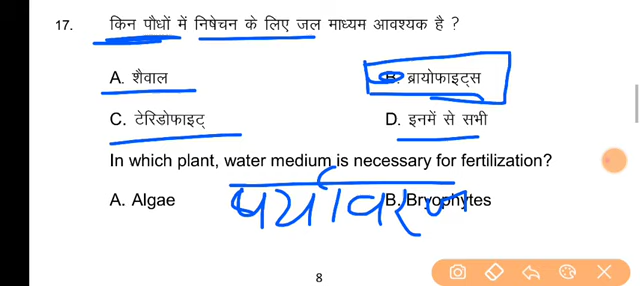 17. किन पौधों में निषेचन के लिए जल माध्यम आवश्यक है ?
A. शैवाल B. ब्रायोफाइट्स
C. टेरिडोफाइट् D. इनमें से सभी
In which plant, water medium is necessary for fertilization?
A. Algae B. Bryophytes
पर्यावरण
8